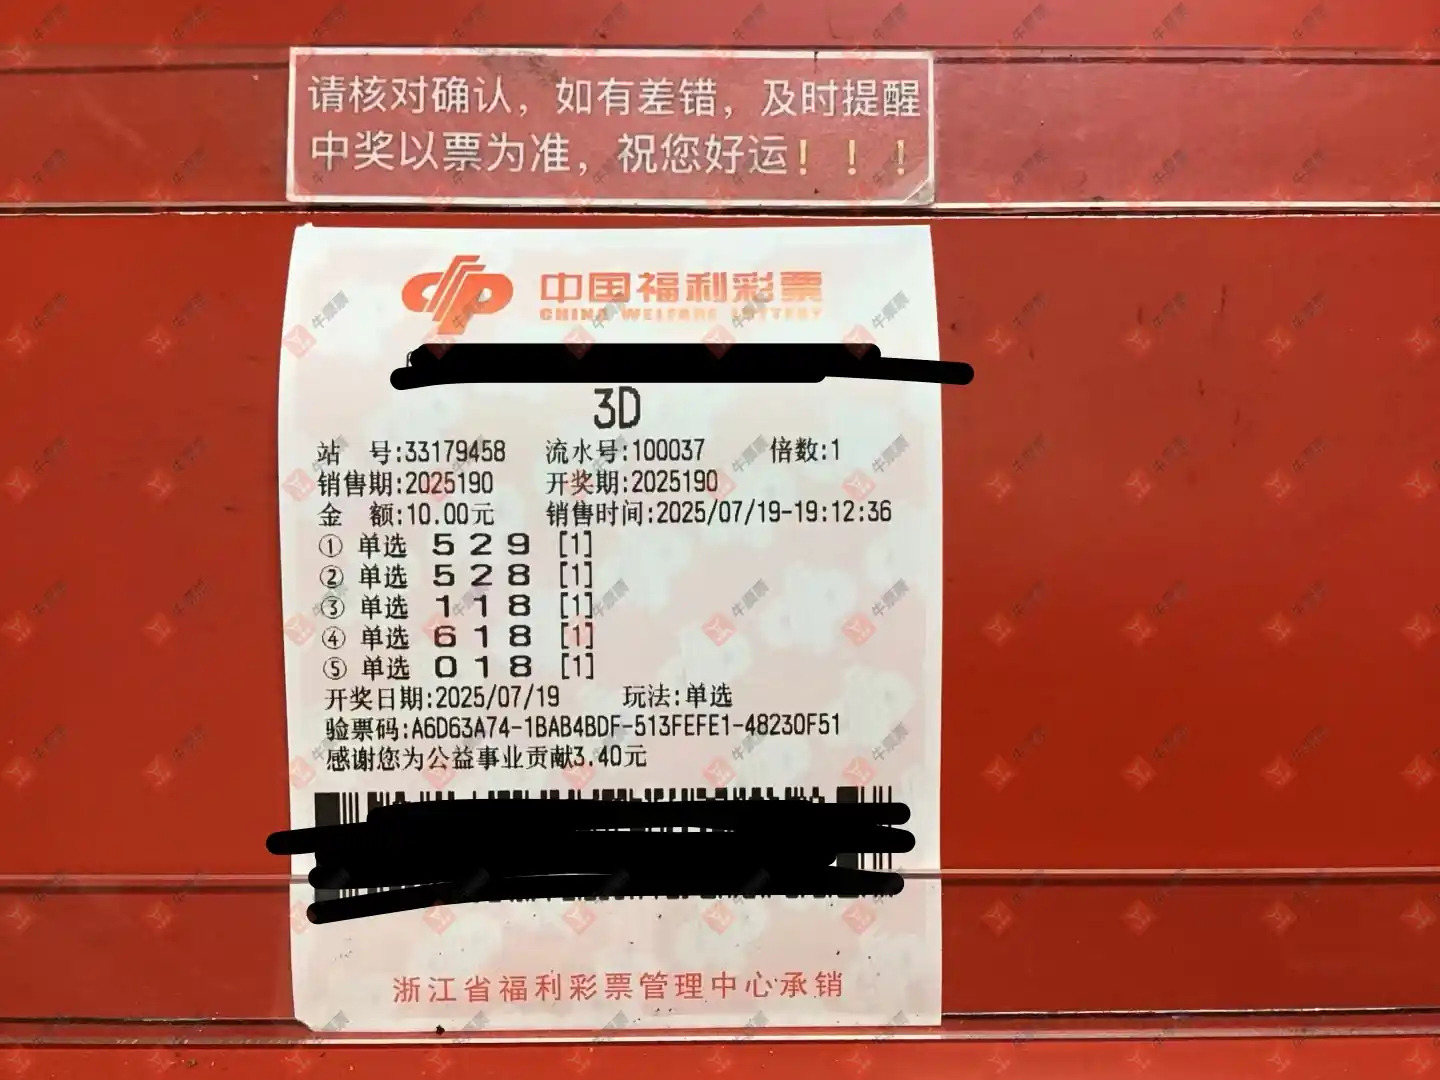 请核对确认，如有差错，及时提醒
中奖以票为准，祝您好运！！！
中国福利彩票
CHINA WELFARE LOTTERY
3D
站 号:33179458 流水号:100037 倍数:1
销售期:2025190 开奖期:2025190
金 额:10.00元 销售时间:2025/07/19-19:12:36
① 单选 5 2 9 [1]
② 单选 5 2 8 [1]
③ 单选 1 1 8 [1]
④ 单选 6 1 8 [1]
⑤ 单选 0 1 8 [1]
开奖日期:2025/07/19 玩法:单选
验票码:A6D63A74-1BAB4BDF-513FEFE1-48230F51
感谢您为公益事业贡献3.40元
浙江省福利彩票管理中心承销